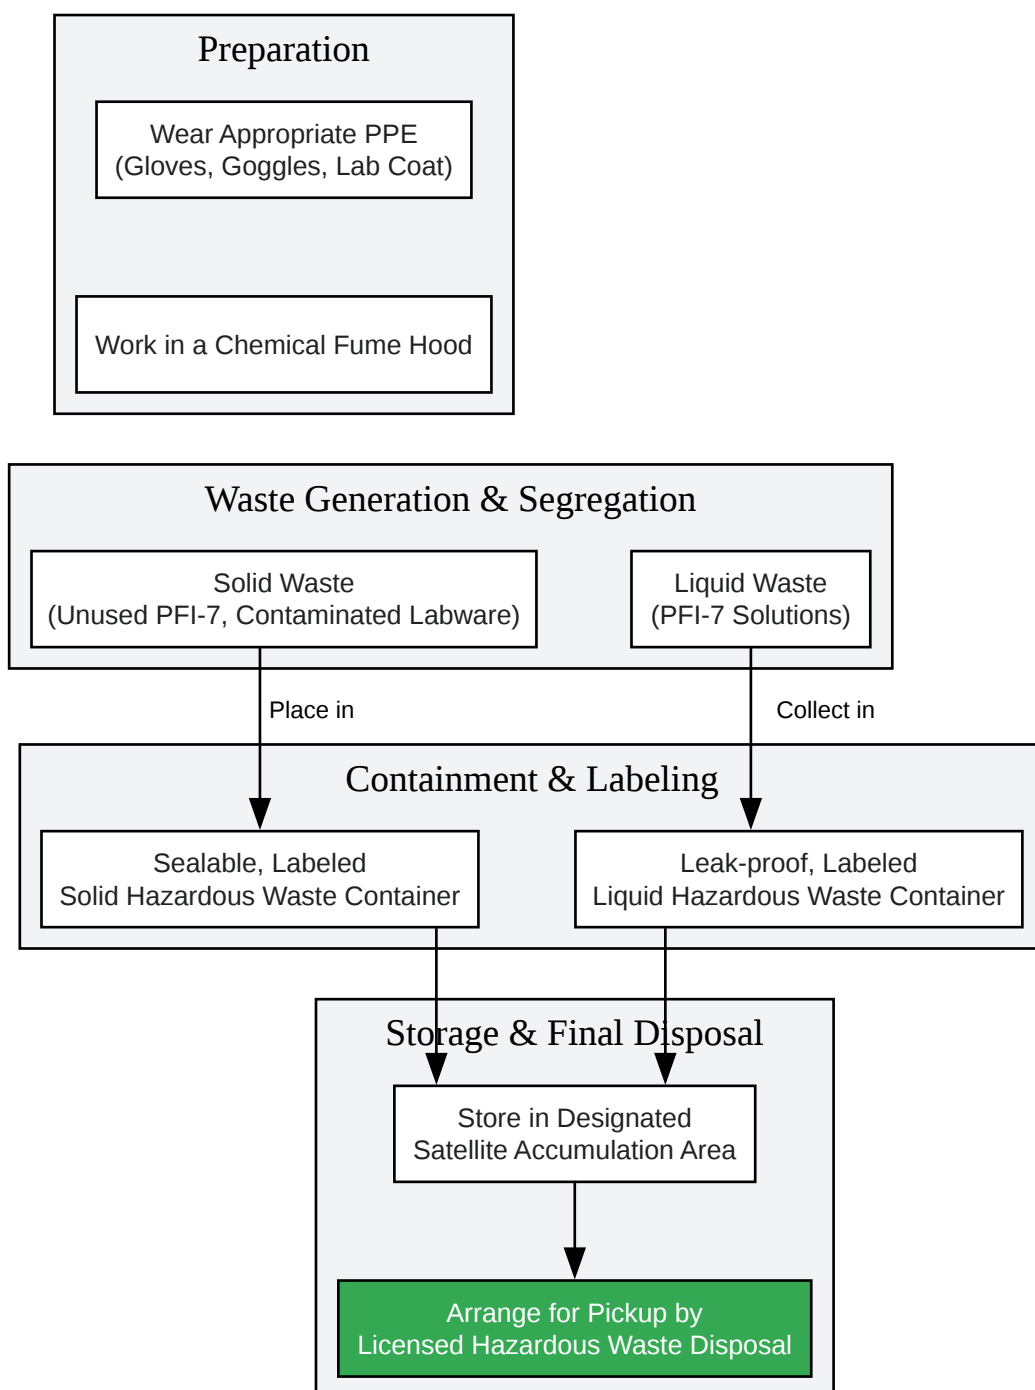 Preparation
Wear Appropriate PPE
(Gloves, Goggles, Lab Coat)
Work in a Chemical Fume Hood
Waste Generation & Segregation
Solid Waste
(Unused PFI-7, Contaminated Labware)
Liquid Waste
(PFI-7 Solutions)
Place in
Collect in
Containment & Labeling
Sealable, Labeled
Solid Hazardous Waste Container
Leak-proof, Labeled
Liquid Hazardous Waste Container
Storage & Final Disposal
Store in Designated
Satellite Accumulation Area
Arrange for Pickup by
Licensed Hazardous Waste Disposal